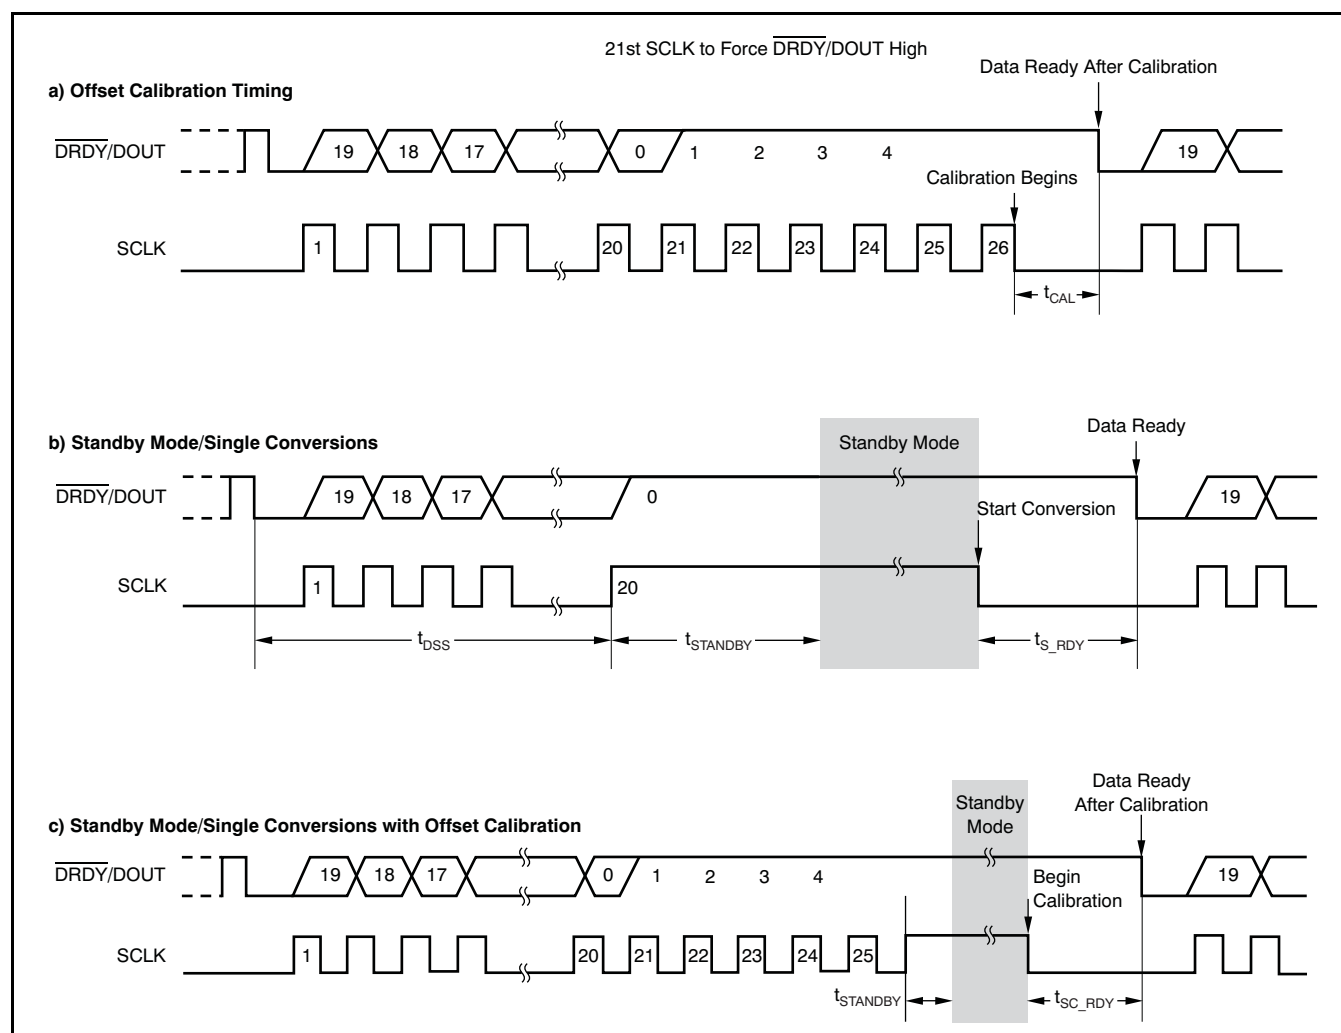 21st SCLK to Force DRDY/DOUT High
Data Ready After Calibration
a) Offset Calibration Timing
DRDY/DOUT
19 18 17 0 1 2 3 4 19
Calibration Begins
SCLK
1 20 21 22 23 24 25 26
tCAL
b) Standby Mode/Single Conversions
Standby Mode
Data Ready
DRDY/DOUT
19 18 17 0 19
Start Conversion
SCLK
1 20
tDSS tSTANDBY tS_RDY
c) Standby Mode/Single Conversions with Offset Calibration
Standby
Mode
Data Ready
After Calibration
DRDY/DOUT
19 18 17 0 1 2 3 4 19
Begin
Calibration
SCLK
1 20 21 22 23 24 25
tSTANDBY tSC_RDY